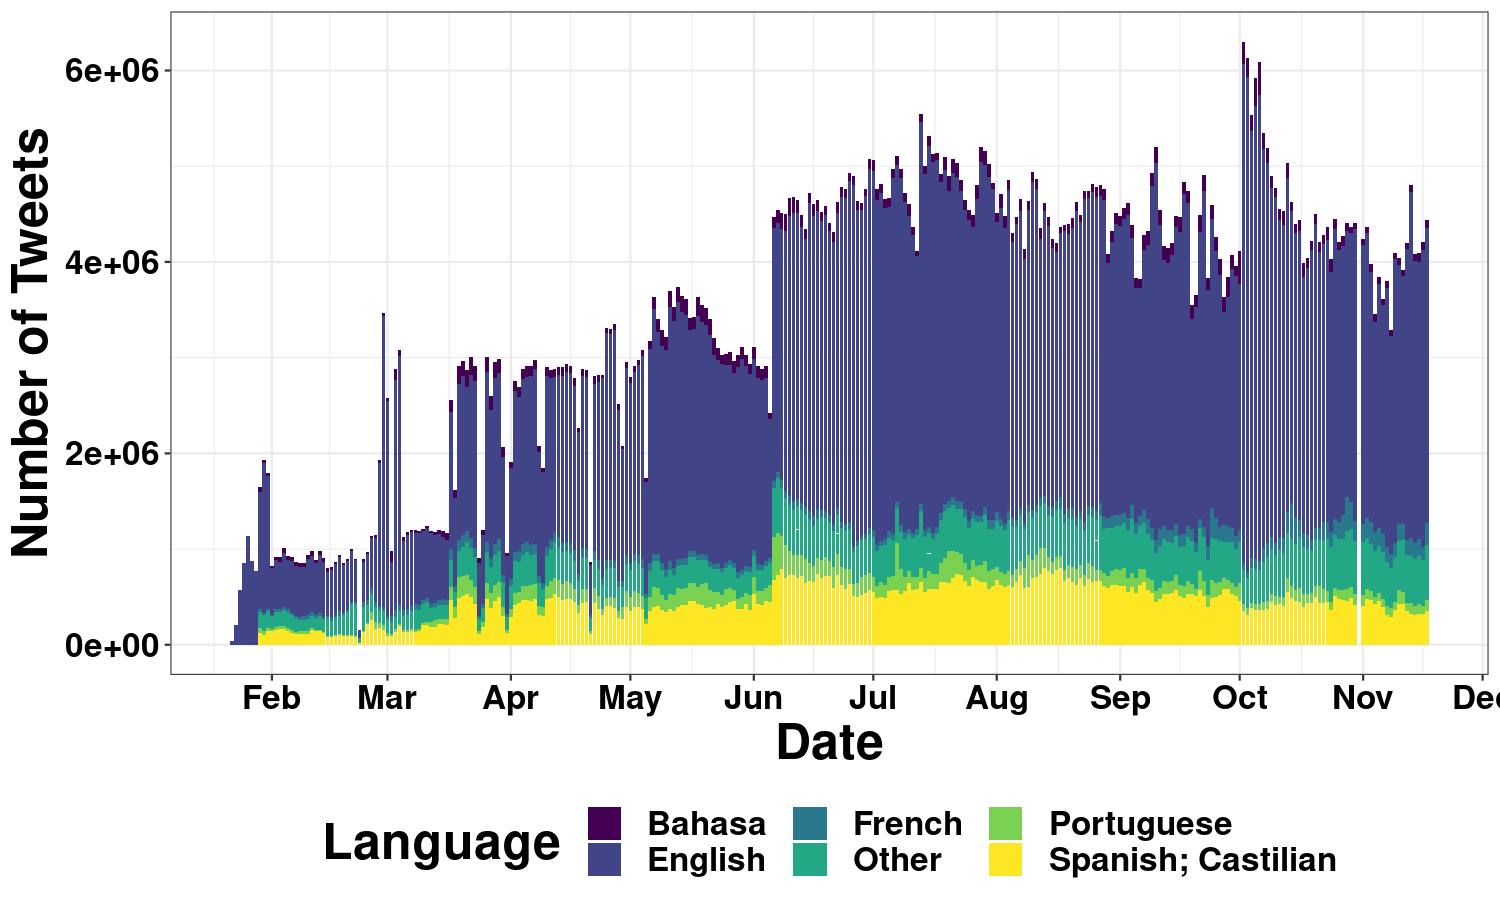 Number of Tweets
6e+06
4e+06
2e+06
0e+00
Feb Mar Apr May Jun Jul Aug Sep Oct Nov Dec
Date
Language
Bahasa French Portuguese
English Other Spanish; Castilian